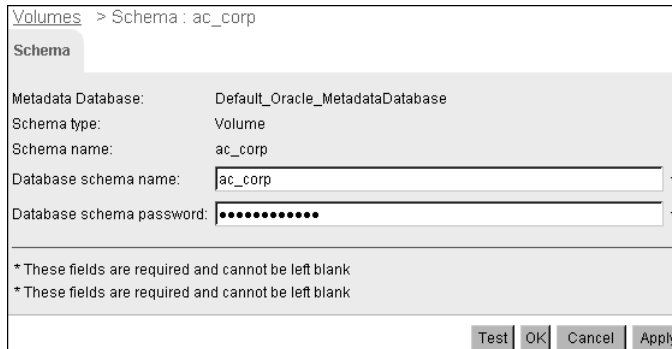 Volumes > Schema : ac_corp
Schema
Metadata Database: Default_Oracle_MetadataDatabase
Schema type: Volume
Schema name: ac_corp
Database schema name: ac_corp *
Database schema password: •••••••••••• *
* These fields are required and cannot be left blank
* These fields are required and cannot be left blank
Test OK Cancel Apply